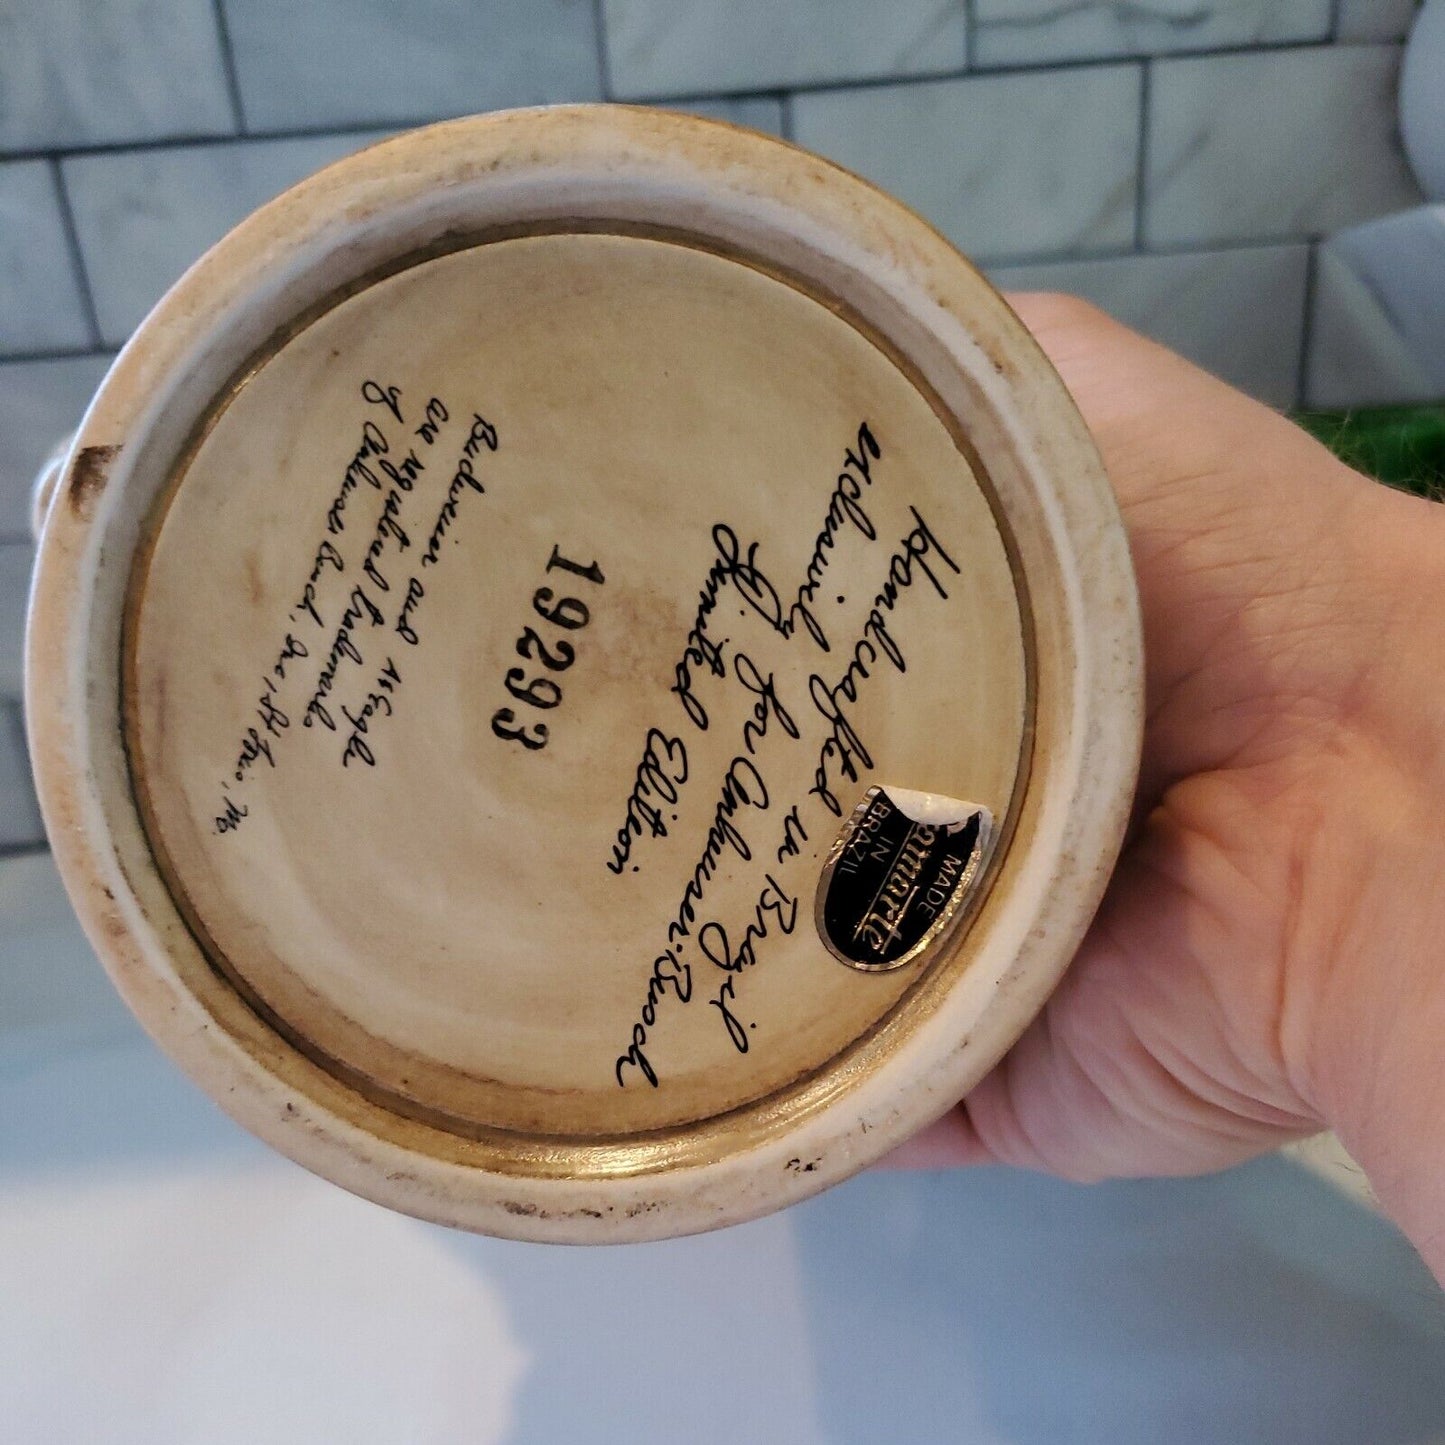 Handcrafted in Brazil
exclusively for Anheuser-Busch
"D" Limited Edition
19293
Budweiser and A & Eagle
are registered trademarks
of Anheuser Busch, Inc., St Louis, Mo.
MADE
IN
BRAZIL